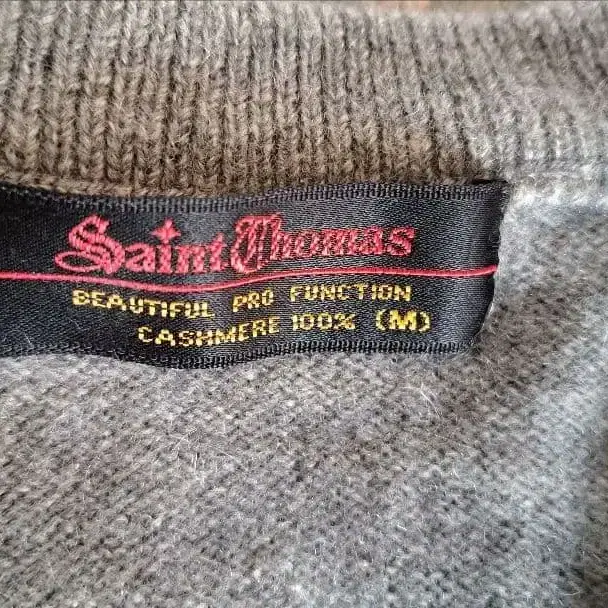 Saint Thomas
BEAUTIFUL PRO FUNCTION
CASHMERE 100% (M)